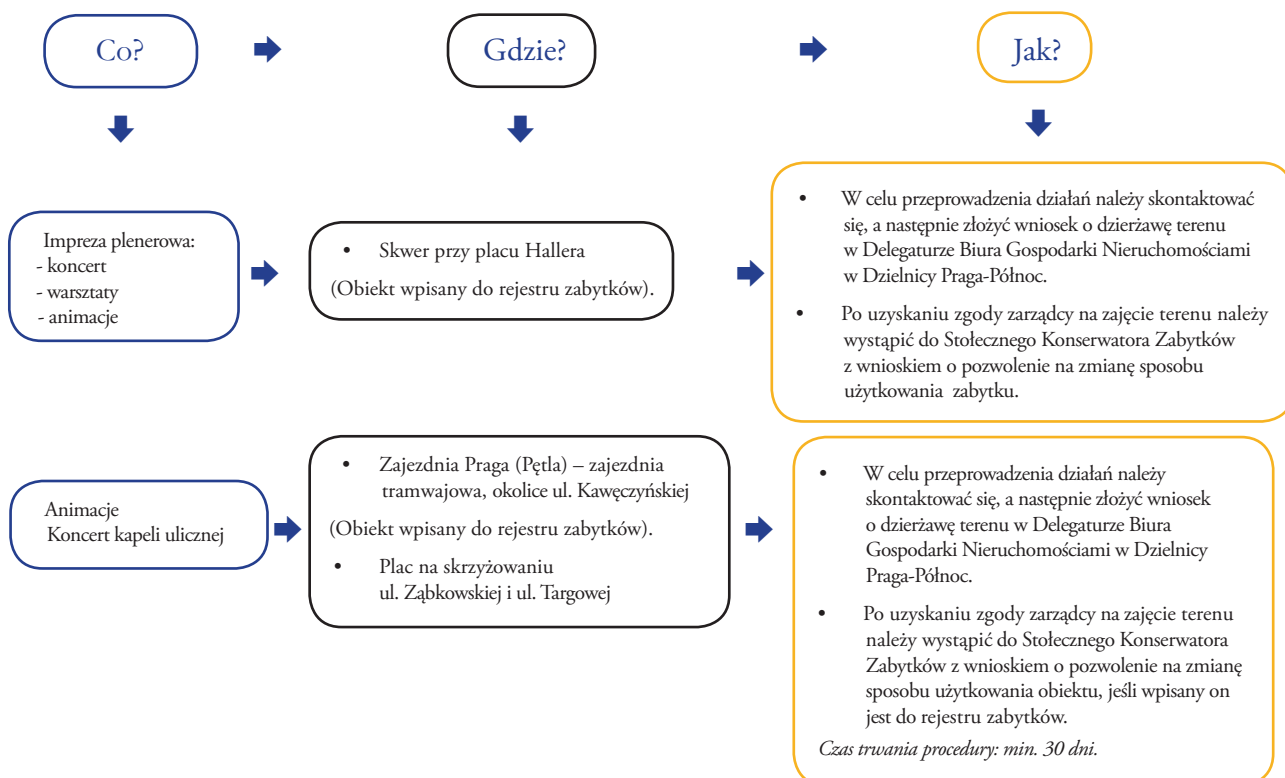 Co?
Gdzie?
Jak?
Impreza plenerowa:
- koncert
- warsztaty
- animacje
• Skwer przy placu Hallera
(Obiekt wpisany do rejestru zabytków).
• W celu przeprowadzenia działań należy skontaktować
się, a następnie złożyć wniosek o dzierżawę terenu
w Delegaturze Biura Gospodarki Nieruchomościami
w Dzielnicy Praga-Północ.
• Po uzyskaniu zgody zarządcy na zajęcie terenu należy
wystąpić do Stołecznego Konserwatora Zabytków
z wnioskiem o pozwolenie na zmianę sposobu
użytkowania zabytku.
Animacje
Koncert kapeli ulicznej
• Zajezdnia Praga (Pętla) – zajezdnia
tramwajowa, okolice ul. Kawęczyńskiej
(Obiekt wpisany do rejestru zabytków).
• Plac na skrzyżowaniu
ul. Ząbkowskiej i ul. Targowej
• W celu przeprowadzenia działań należy
skontaktować się, a następnie złożyć wniosek
o dzierżawę terenu w Delegaturze Biura
Gospodarki Nieruchomościami w Dzielnicy
Praga-Północ.
• Po uzyskaniu zgody zarządcy na zajęcie terenu
należy wystąpić do Stołecznego Konserwatora
Zabytków z wnioskiem o pozwolenie na zmianę
sposobu użytkowania obiektu, jeśli wpisany on
jest do rejestru zabytków.
Czas trwania procedury: min. 30 dni.